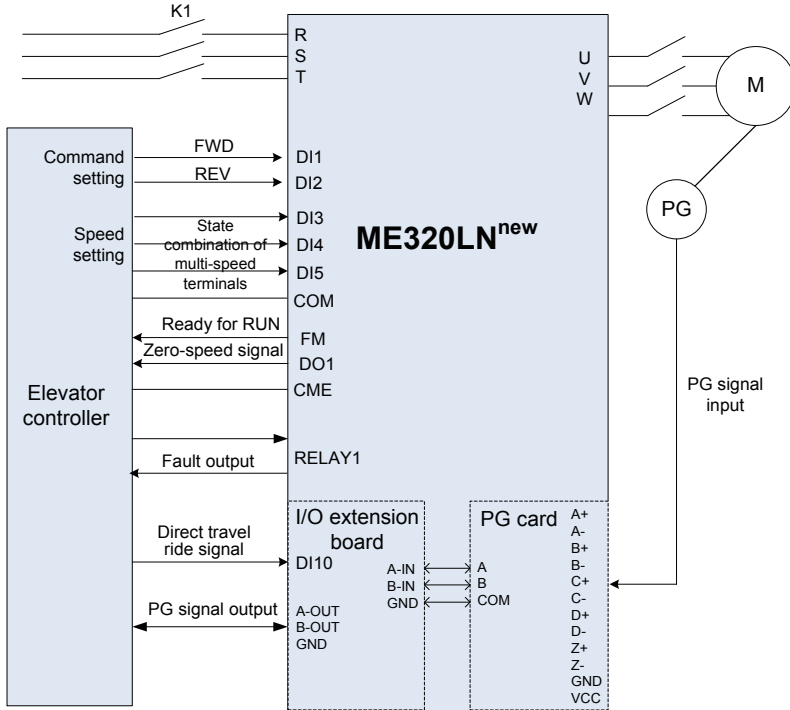 K1
R
S
T
U
V
W
M
Command
setting
FWD
REV
DI1
DI2
Speed
setting
State
combination of
multi-speed
terminals
DI3
DI4
DI5
COM
ME320LNnew
PG
Ready for RUN
FM
Zero-speed signal
DO1
CME
Elevator
controller
PG signal
input
RELAY1
Fault output
I/O extension
board
PG card
Direct travel
ride signal
DI10
A-IN
B-IN
GND
A
B
COM
A+
A-
B+
B-
C+
C-
D+
D-
Z+
Z-
GND
VCC
PG signal output
A-OUT
B-OUT
GND